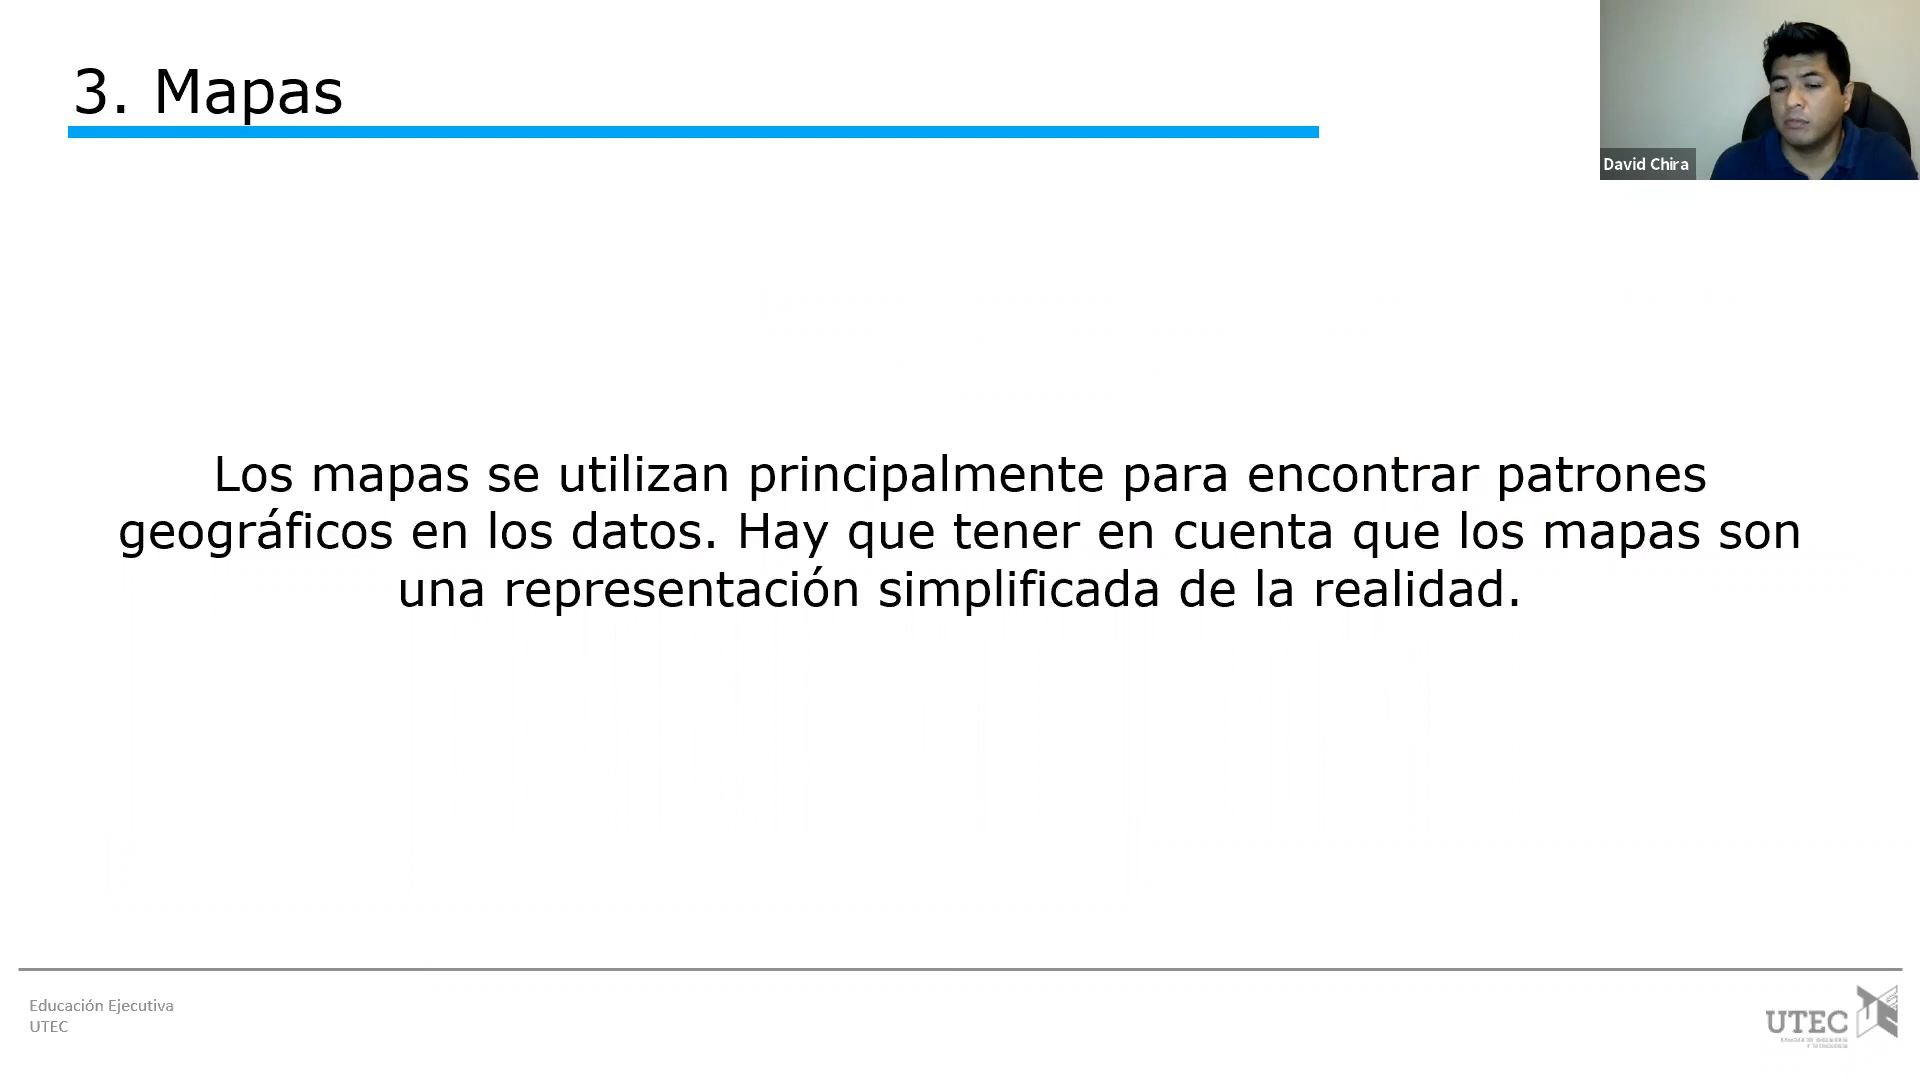 3. Mapas
David Chira
Los mapas se utilizan principalmente para encontrar patrones
geográficos en los datos. Hay que tener en cuenta que los mapas son
una representación simplificada de la realidad.
Educación Ejecutiva
UTEC
UTEC